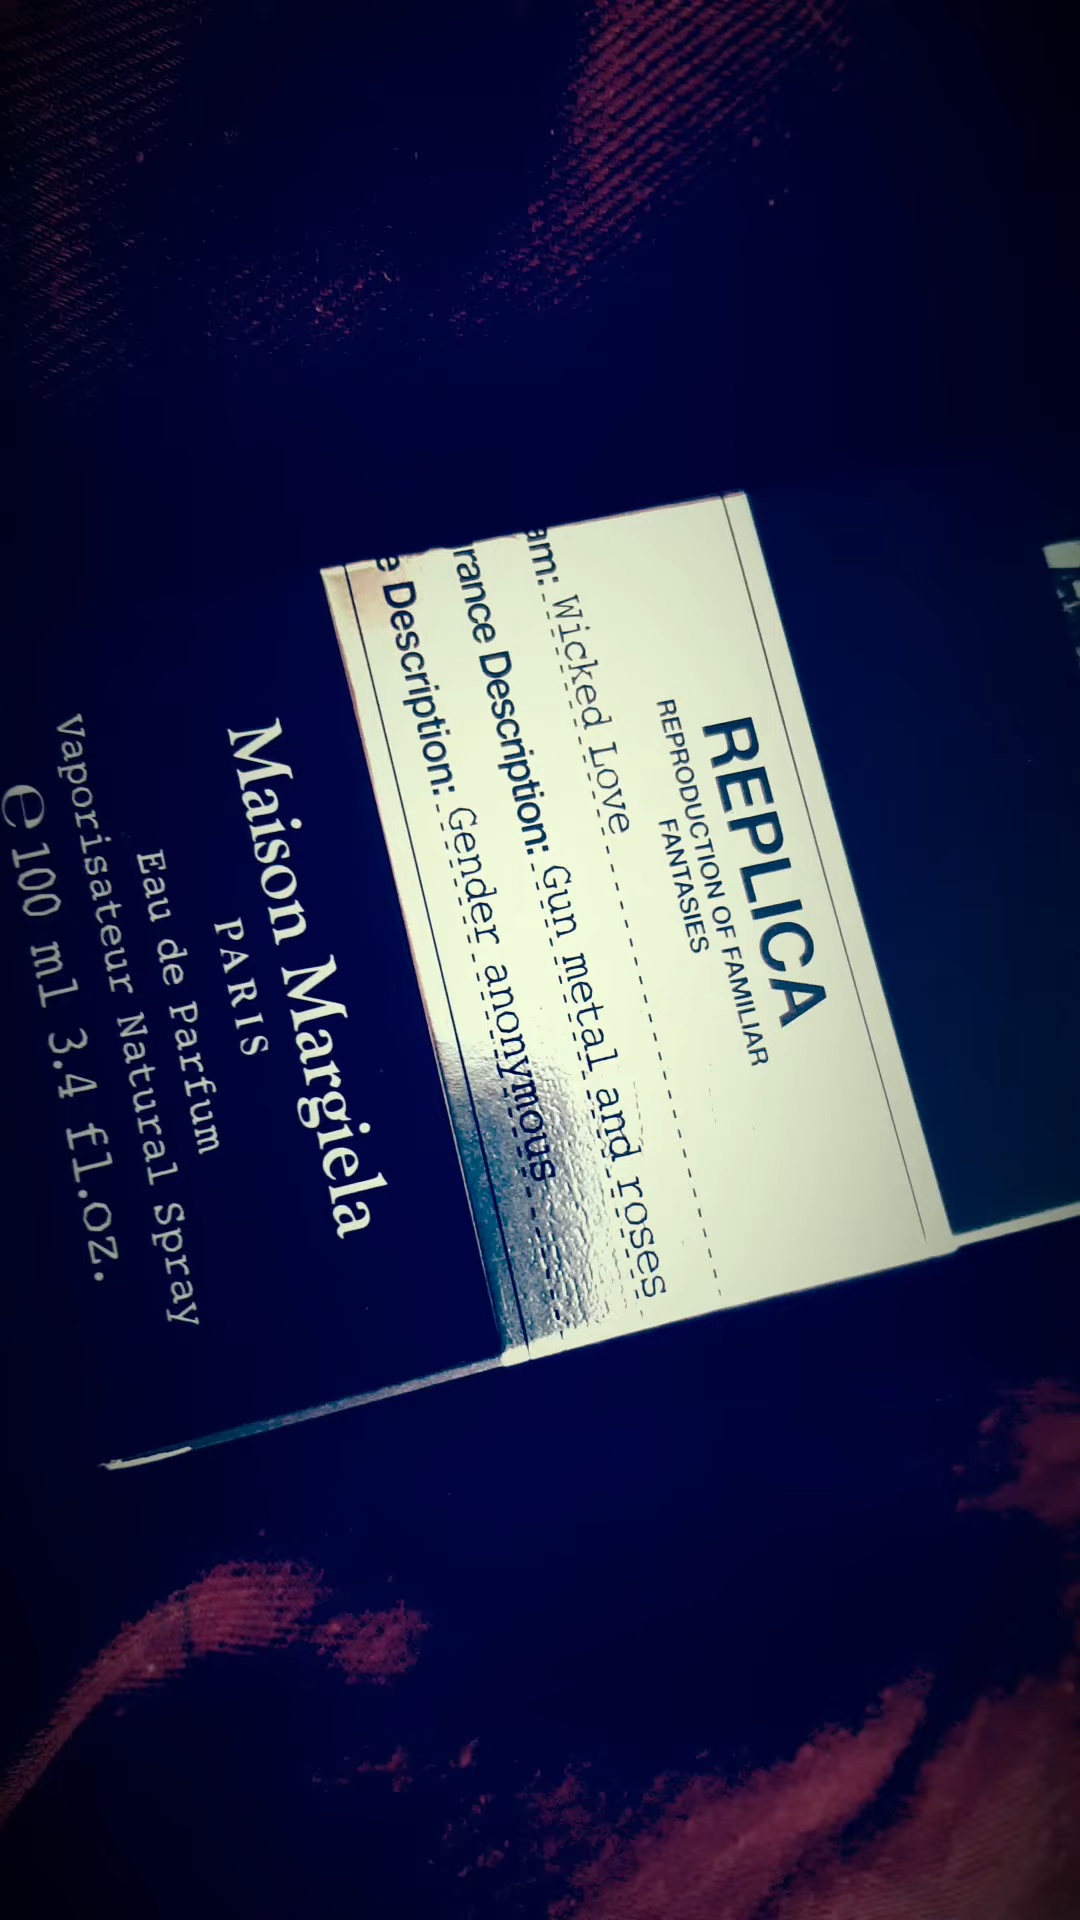 REPLICA
REPRODUCTION OF FAMILIAR
FANTASIES
am: Wicked Love
rance Description: Gun metal and roses
e Description: Gender anonymous
Maison Margiela
PARIS
Eau de Parfum
Vaporisateur Natural Spray
e 100 ml 3.4 fl.oz.